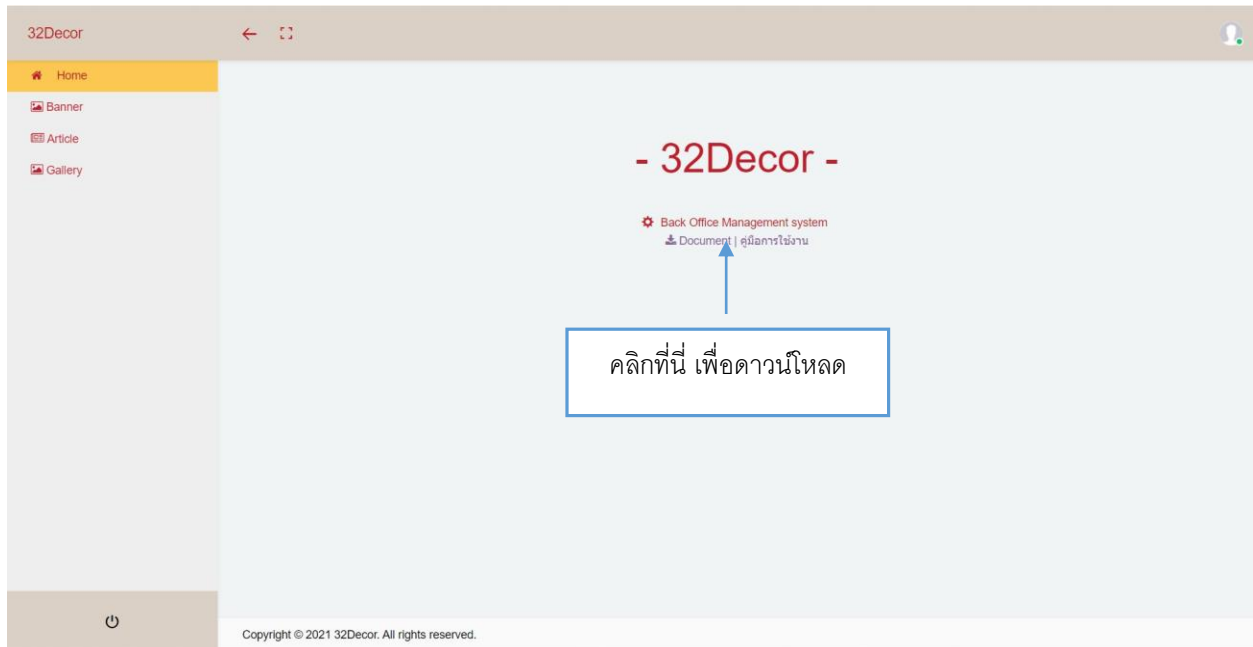 32Decor
Home
Banner
Article
Gallery
- 32Decor -
Back Office Management system
Document | คู่มือการใช้งาน
คลิกที่นี่ เพื่อดาวน์โหลด
Copyright © 2021 32Decor. All rights reserved.